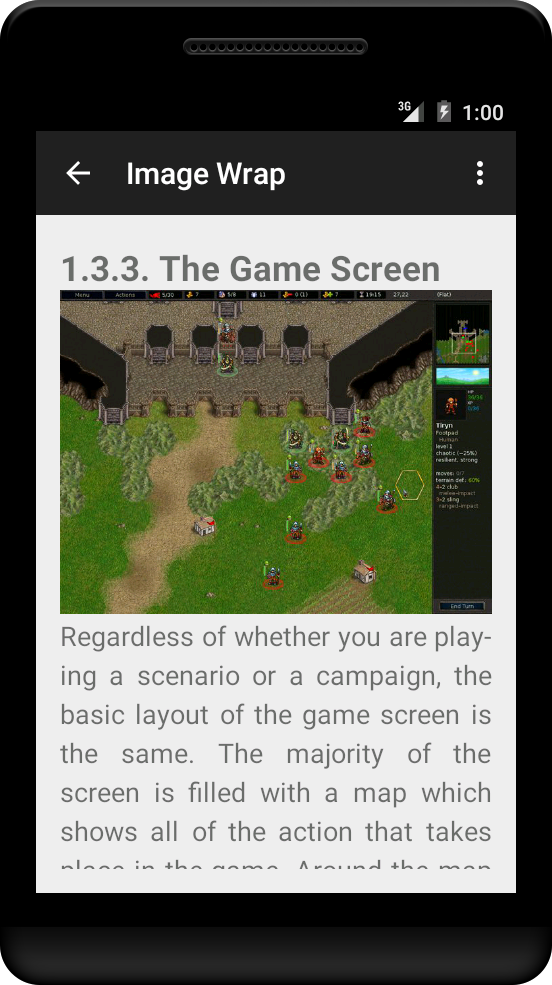 3G 1:00
Image Wrap
1.3.3. The Game Screen
Menu Actions 5/30 7 5/8 11 0 (1) 7 19:15 27,22 (Flat)
HP
36/36
XP
0/36
Tiryn
Footpad
Human
level 1
chaotic (−25%)
resilient, strong
moves: 0/7
terrain def: 60%
4–2 club
melee–impact
3–2 sling
ranged–impact
End Turn
Regardless of whether you are play-
ing a scenario or a campaign, the
basic layout of the game screen is
the same. The majority of the
screen is filled with a map which
shows all of the action that takes
place in the game. Around the map